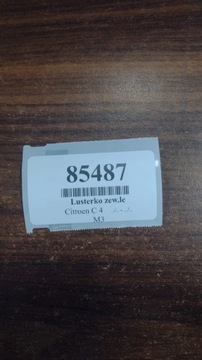 85487
Lusterko zew.le
Citroen C 4
M3